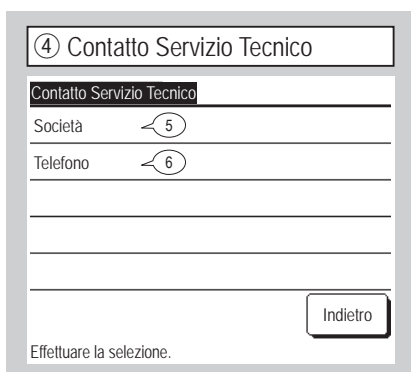 ④ Contatto Servizio Tecnico
Contatto Servizio Tecnico
Società 5
Telefono 6
Indietro
Effettuare la selezione.